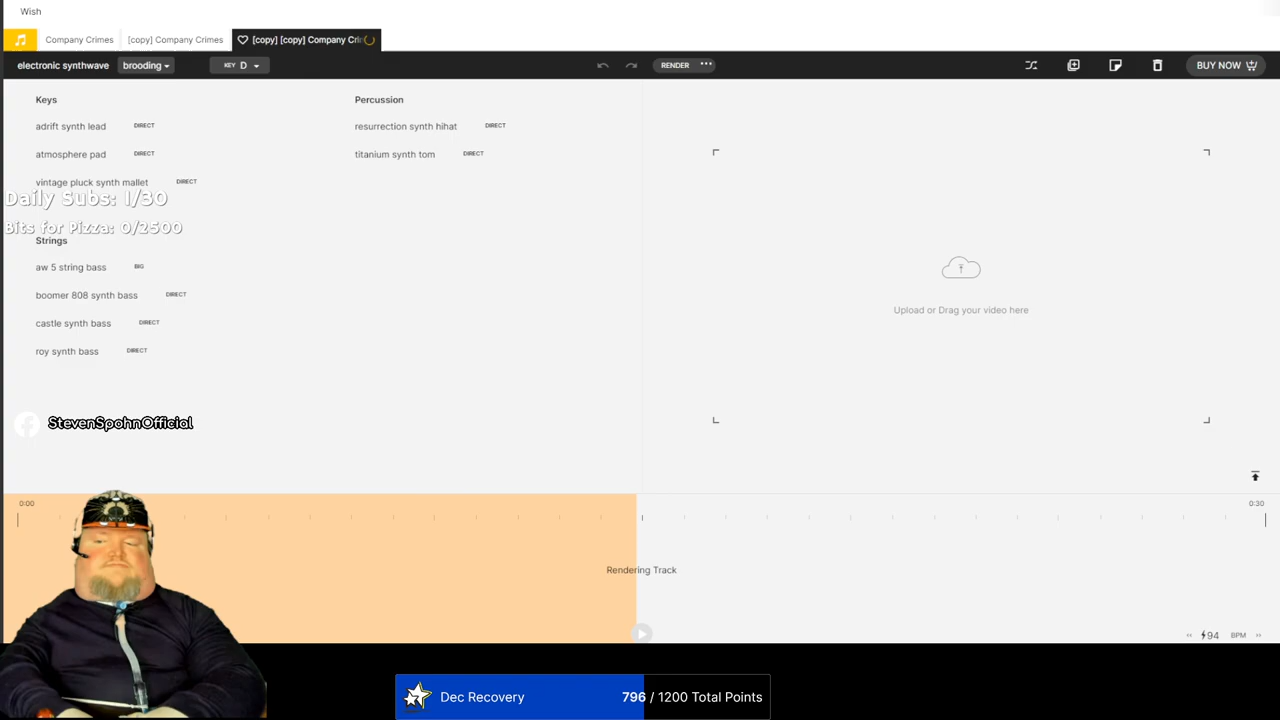 Wish
Company Crimes
[copy] Company Crimes
[copy] [copy] Company Cri
electronic synthwave
brooding
KEY D
RENDER
BUY NOW
Keys
adrift synth lead DIRECT
atmosphere pad DIRECT
vintage pluck synth mallet DIRECT
Daily Subs: 1/30
Bits for Pizza: 0/2500
Strings
aw 5 string bass BIG
boomer 808 synth bass DIRECT
castle synth bass DIRECT
roy synth bass DIRECT
Percussion
resurrection synth hihat DIRECT
titanium synth tom DIRECT
Upload or Drag your video here
StevenSpohnOfficial
0:00
0:30
Rendering Track
94 BPM
Dec Recovery 796 / 1200 Total Points